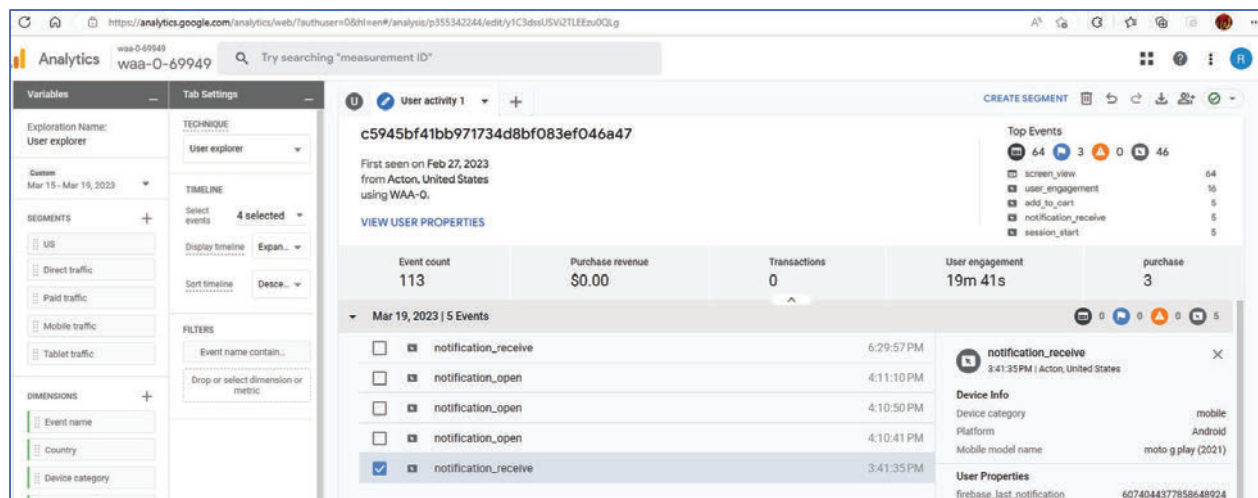 https://analytics.google.com/analytics/web/?authuser=0&hl=en#/analysis/p355342244/edit/y1C3dssUSVi2TLEEzu0QLg
Analytics
waa-0-69949
waa-0-69949
Try searching "measurement ID"
R
Variables
Exploration Name:
User explorer
Custom
Mar 15 - Mar 19, 2023
SEGMENTS
US
Direct traffic
Paid traffic
Mobile traffic
Tablet traffic
DIMENSIONS
Event name
Country
Device category
Tab Settings
TECHNIQUE
User explorer
TIMELINE
Select events 4 selected
Display timeline Expan...
Sort timeline Desce...
FILTERS
Event name contain...
Drop or select dimension or metric
U
User activity 1
CREATE SEGMENT
c5945bf41bb971734d8bf083ef046a47
First seen on Feb 27, 2023
from Acton, United States
using WAA-0.
VIEW USER PROPERTIES
Top Events
64 3 0 46
screen_view 64
user_engagement 16
add_to_cart 5
notification_receive 5
session_start 5
Event count
113
Purchase revenue
$0.00
Transactions
0
User engagement
19m 41s
purchase
3
Mar 19, 2023 | 5 Events
0 0 0 5
notification_receive 6:29:57 PM
notification_open 4:11:10 PM
notification_open 4:10:50 PM
notification_open 4:10:41 PM
notification_receive 3:41:35 PM
notification_receive
3:41:35 PM | Acton, United States
Device Info
Device category mobile
Platform Android
Mobile model name moto g play (2021)
User Properties
firebase_last_notification 6074044377858648924